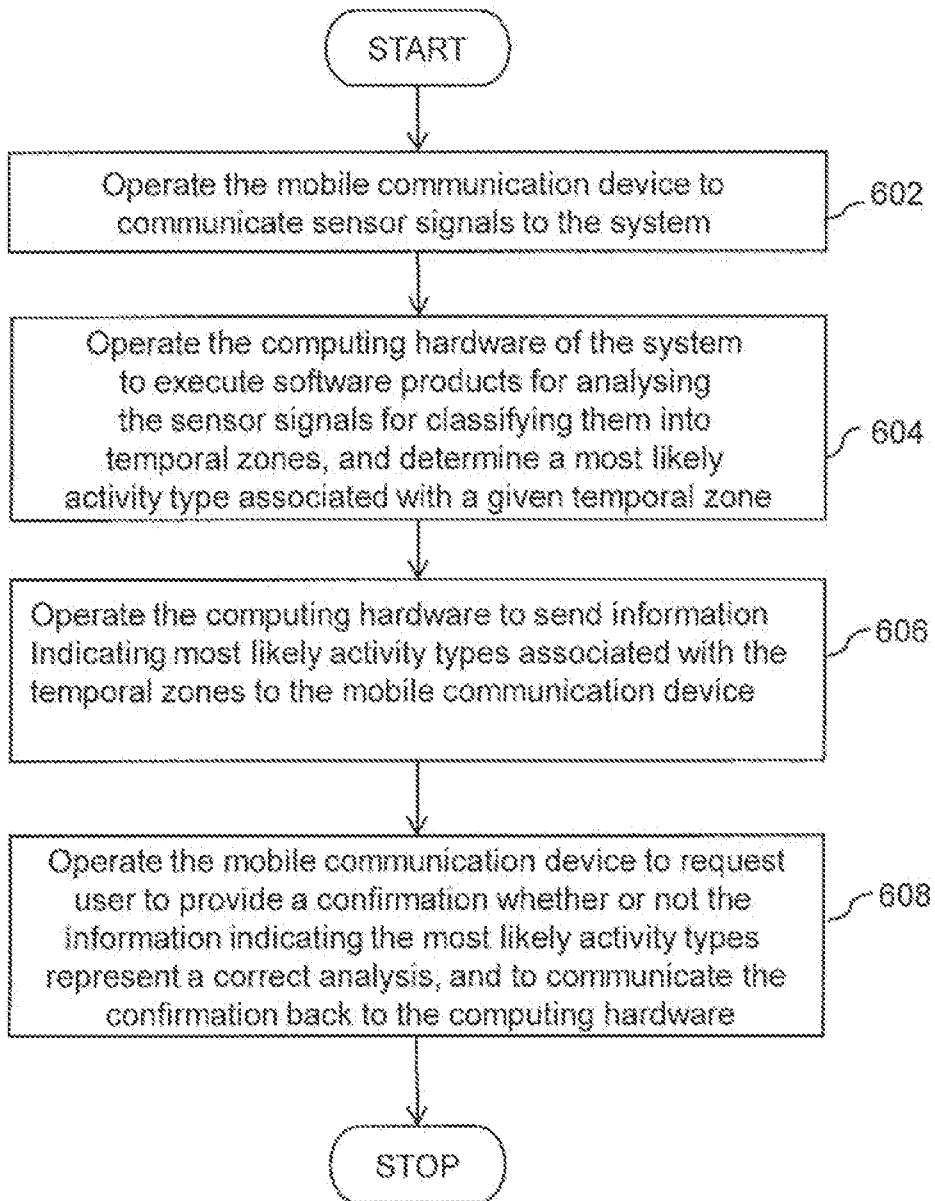 START
Operate the mobile communication device to
communicate sensor signals to the system
602
Operate the computing hardware of the system
to execute software products for analysing
the sensor signals for classifying them into
temporal zones, and determine a most likely
activity type associated with a given temporal zone
604
Operate the computing hardware to send information
Indicating most likely activity types associated with the
temporal zones to the mobile communication device
606
Operate the mobile communication device to request
user to provide a confirmation whether or not the
information indicating the most likely activity types
represent a correct analysis, and to communicate the
confirmation back to the computing hardware
608
STOP